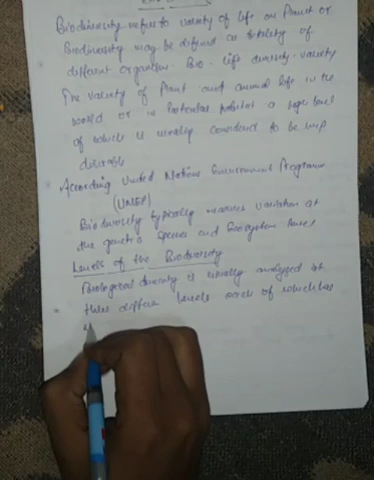 Biodiversity refers to variety of life on Planet or
Biodiversity may be defined as totality of
different organism. Bio - life diversity - variety
The variety of Plant and animal life in the
world or in Particular habitat a high level
of which is usually considered to be imp
desirable
According United Nations Environment Programme
(UNEP)
Biodiversity typically measures variation at
the genetic Species and Ecosystem level
Levels of the Biodiversity
Biological diversity is usually analyzed at
three different levels each of which has